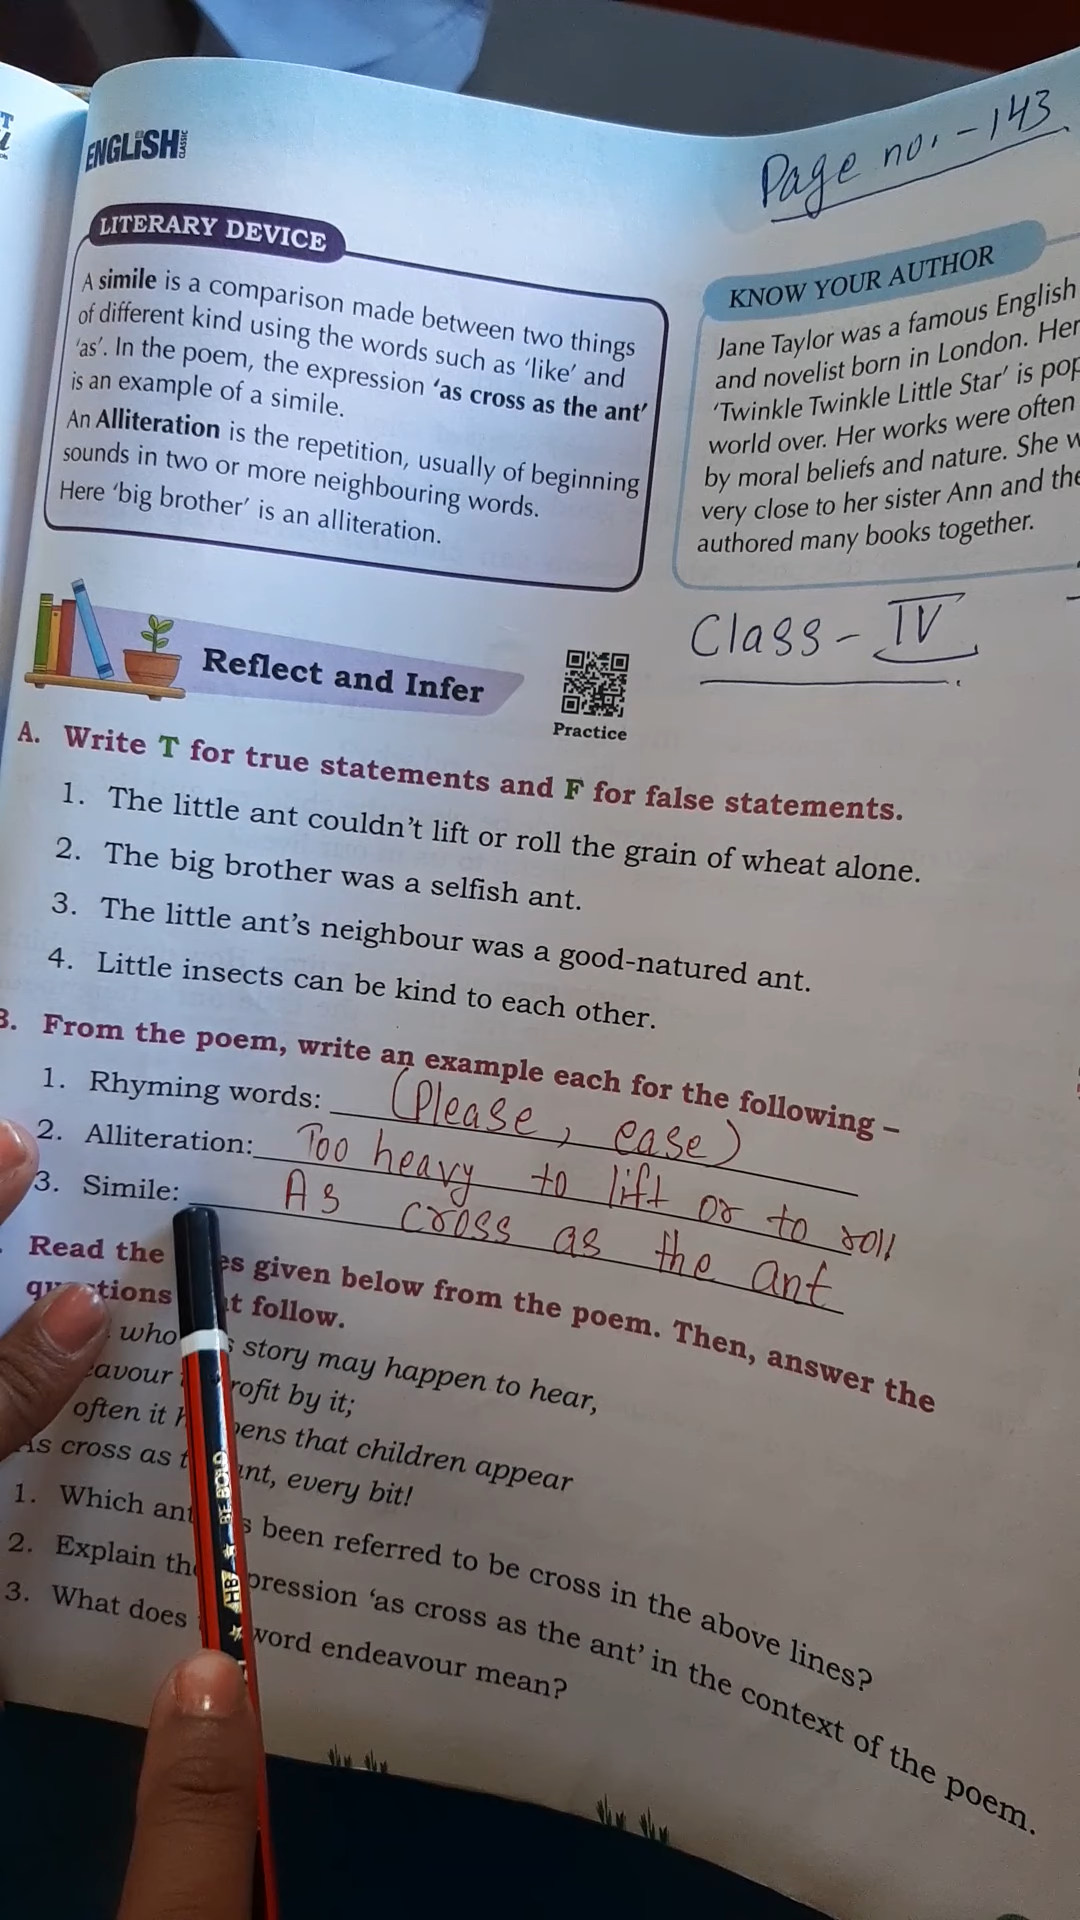 ENGLiSH CLASSIC
Page no. - 143
LITERARY DEVICE
A simile is a comparison made between two things
of different kind using the words such as 'like' and
'as'. In the poem, the expression 'as cross as the ant'
is an example of a simile.
An Alliteration is the repetition, usually of beginning
sounds in two or more neighbouring words.
Here 'big brother' is an alliteration.
KNOW YOUR AUTHOR
Jane Taylor was a famous English
and novelist born in London. Her
'Twinkle Twinkle Little Star' is pop
world over. Her works were often
by moral beliefs and nature. She w
very close to her sister Ann and the
authored many books together.
Class - IV
Reflect and Infer
Practice
A. Write T for true statements and F for false statements.
1. The little ant couldn't lift or roll the grain of wheat alone.
2. The big brother was a selfish ant.
3. The little ant's neighbour was a good-natured ant.
4. Little insects can be kind to each other.
B. From the poem, write an example each for the following –
1. Rhyming words: (Please, ease)
2. Alliteration: Too heavy to lift or to roll
3. Simile: As cross as the ant
Read the es given below from the poem. Then, answer the
qu tions t follow.
who s story may happen to hear,
eavour rofit by it;
often it h pens that children appear
As cross as t ant, every bit!
1. Which ant s been referred to be cross in the above lines?
2. Explain th pression 'as cross as the ant' in the context of the poem.
3. What does word endeavour mean?
BE BOLD
HB